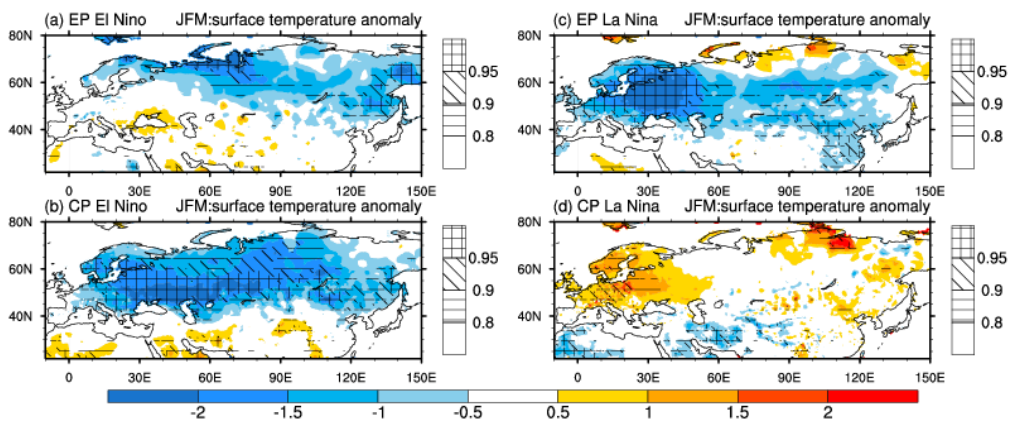 (a) EP El Nino JFM:surface temperature anomaly
80N
60N
40N
0 30E 60E 90E 120E 150E
0.95
0.9
0.8
(b) CP El Nino JFM:surface temperature anomaly
80N
60N
40N
0 30E 60E 90E 120E 150E
0.95
0.9
0.8
(c) EP La Nina JFM:surface temperature anomaly
80N
60N
40N
0 30E 60E 90E 120E 150E
0.95
0.9
0.8
(d) CP La Nina JFM:surface temperature anomaly
80N
60N
40N
0 30E 60E 90E 120E 150E
0.95
0.9
0.8
-2 -1.5 -1 -0.5 0.5 1 1.5 2